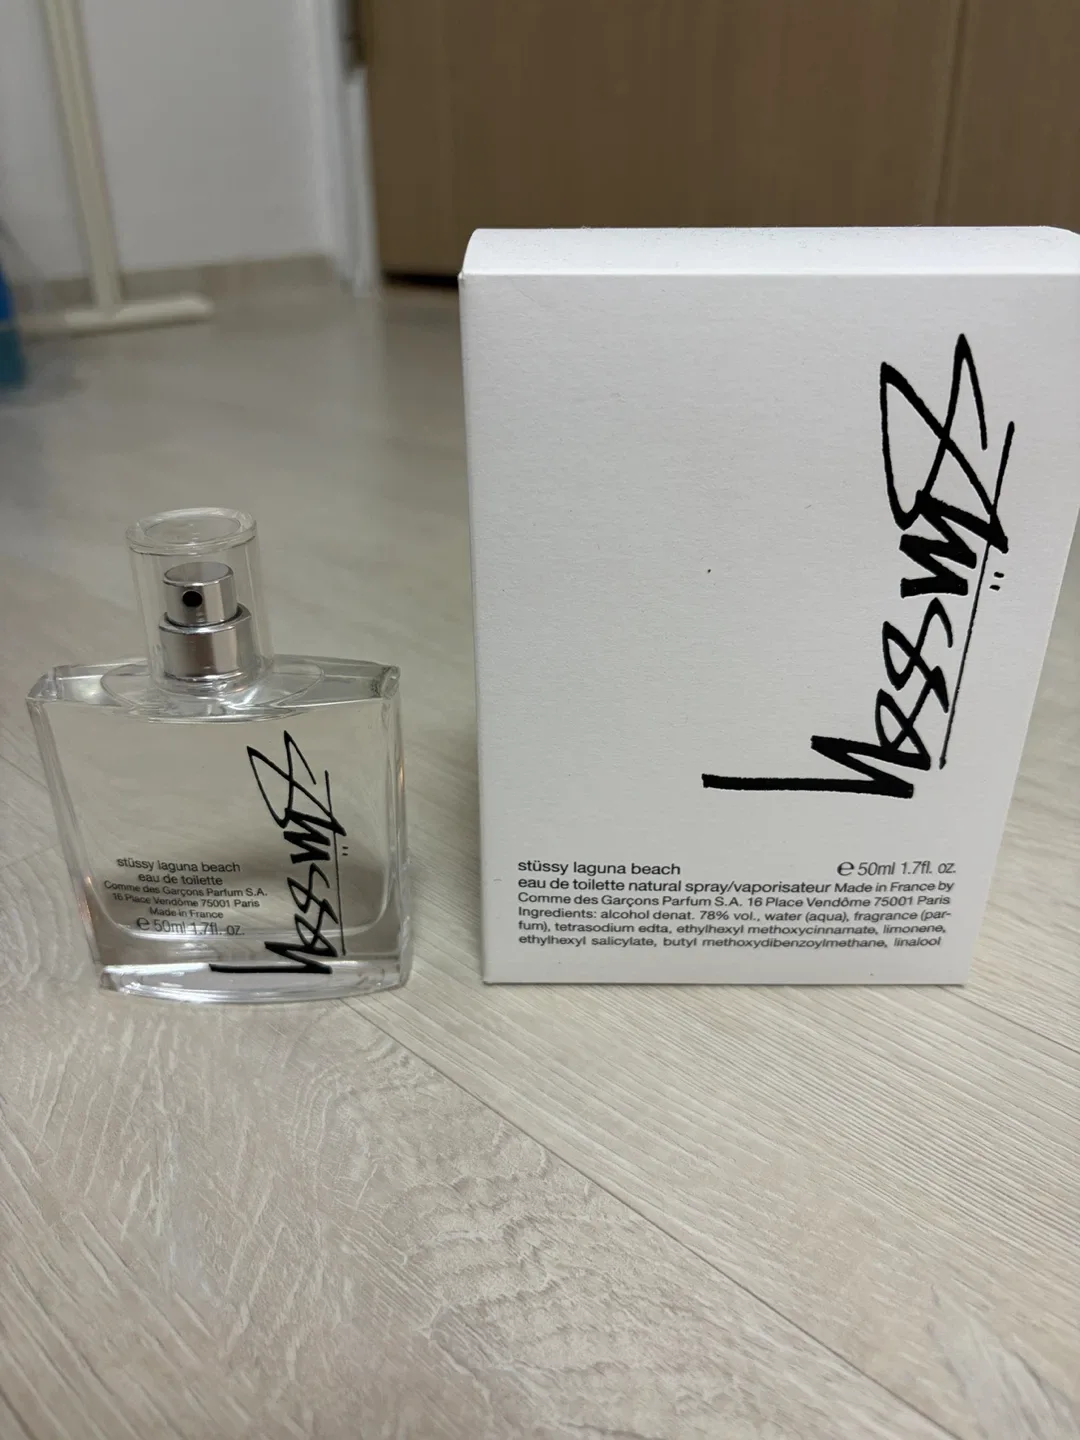 Stüssy
stüssy laguna beach
eau de toilette
Comme des Garçons Parfum S.A.
16 Place Vendôme 75001 Paris
Made in France
℮ 50ml 1.7fl. oz.
Stüssy
stüssy laguna beach ℮ 50ml 1.7fl. oz.
eau de toilette natural spray/vaporisateur Made in France by
Comme des Garçons Parfum S.A. 16 Place Vendôme 75001 Paris
Ingredients: alcohol denat. 78% vol., water (aqua), fragrance (par-
fum), tetrasodium edta, ethylhexyl methoxycinnamate, limonene,
ethylhexyl salicylate, butyl methoxydibenzoylmethane, linalool